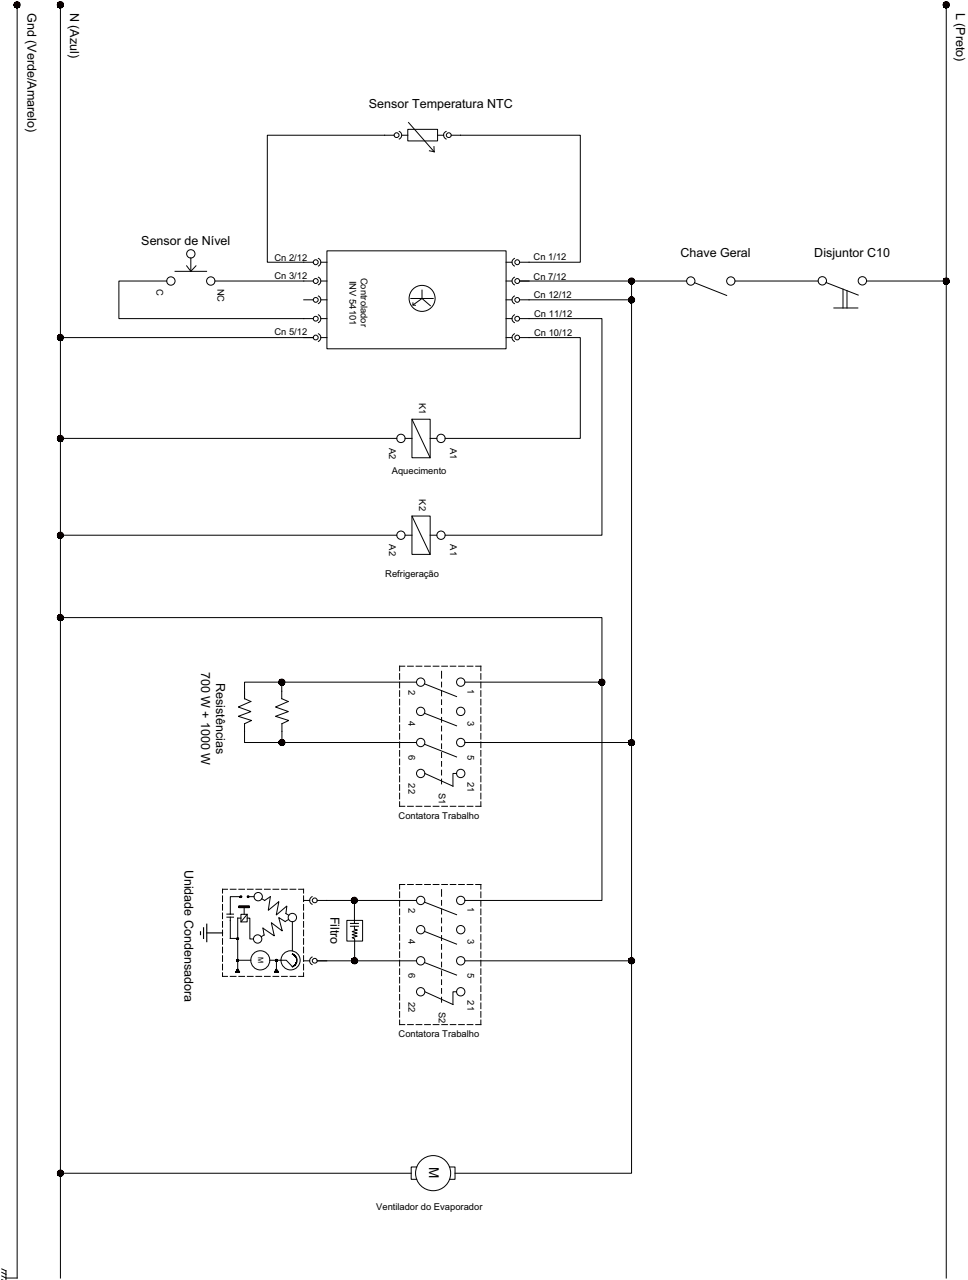 L (Preto)
N (Azul)
Gnd (Verde/Amarelo)
Sensor Temperatura NTC
Sensor de Nível
C
NC
Cn 2/12
Cn 3/12
Cn 5/12
Controlador
INV 54101
Cn 1/12
Cn 7/12
Cn 12/12
Cn 11/12
Cn 10/12
Chave Geral
Disjuntor C10
K1
A2
A1
Aquecimento
K2
A2
A1
Refrigeração
Resistências
700 W + 1000 W
2
1
4
3
6
5
22
21
S1
Contatora Trabalho
Unidade Condensadora
M
Filtro
2
1
4
3
6
5
22
21
S2
Contatora Trabalho
M
Ventilador do Evaporador